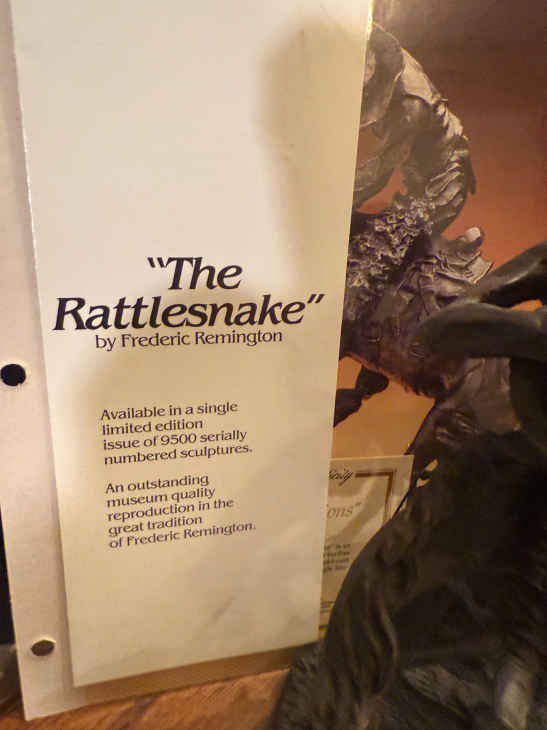 "The
Rattlesnake"
by Frederic Remington
Available in a single
limited edition
issue of 9500 serially
numbered sculptures.
An outstanding
museum quality
reproduction in the
great tradition
of Frederic Remington.